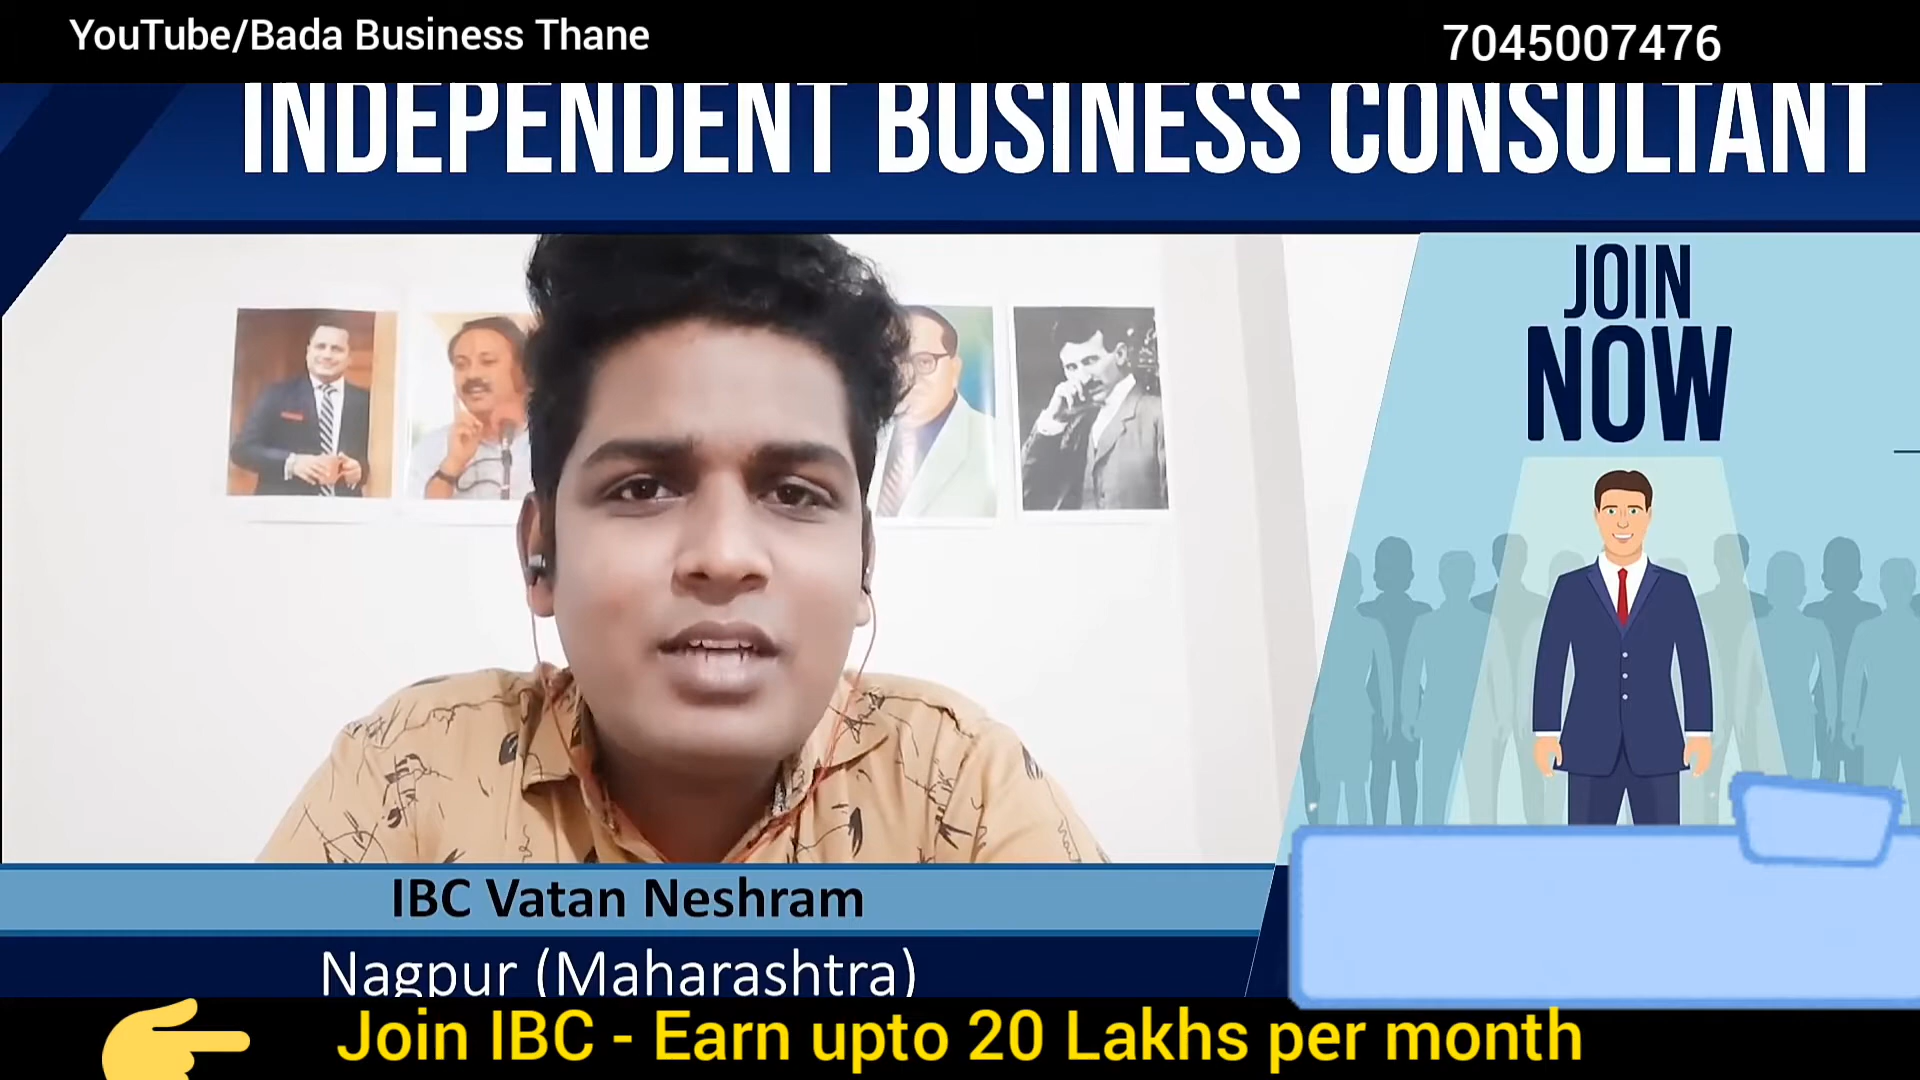 YouTube/Bada Business Thane
7045007476
INDEPENDENT BUSINESS CONSULTANT
JOIN
NOW
IBC Vatan Neshram
Nagpur (Maharashtra)
Join IBC - Earn upto 20 Lakhs per month